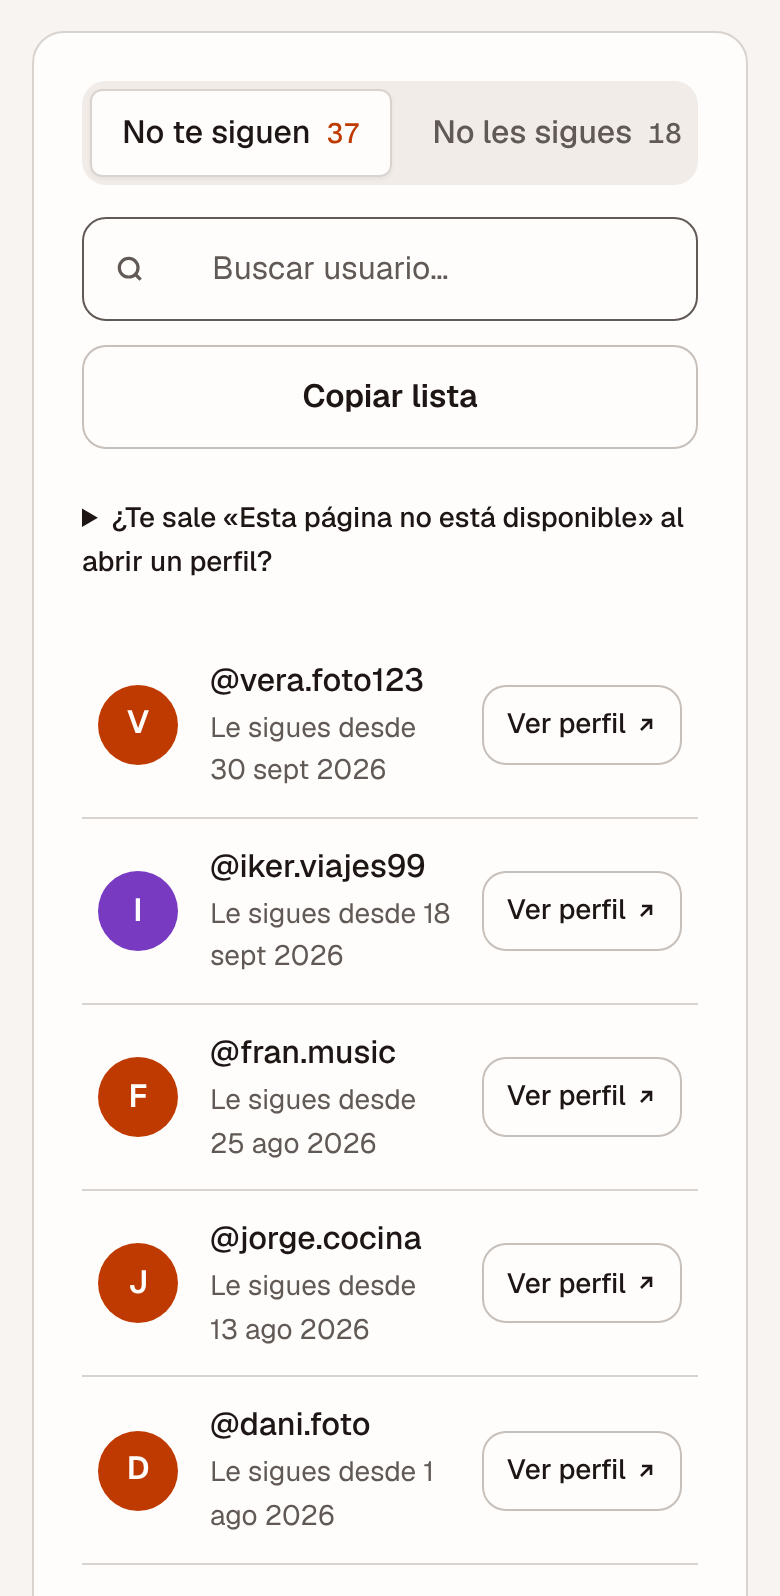 No te siguen 37
No les sigues 18
Buscar usuario...
Copiar lista
▶ ¿Te sale «Esta página no está disponible» al
abrir un perfil?
V
@vera.foto123
Le sigues desde
30 sept 2026
Ver perfil ↗
I
@iker.viajes99
Le sigues desde 18
sept 2026
Ver perfil ↗
F
@fran.music
Le sigues desde
25 ago 2026
Ver perfil ↗
J
@jorge.cocina
Le sigues desde
13 ago 2026
Ver perfil ↗
D
@dani.foto
Le sigues desde 1
ago 2026
Ver perfil ↗